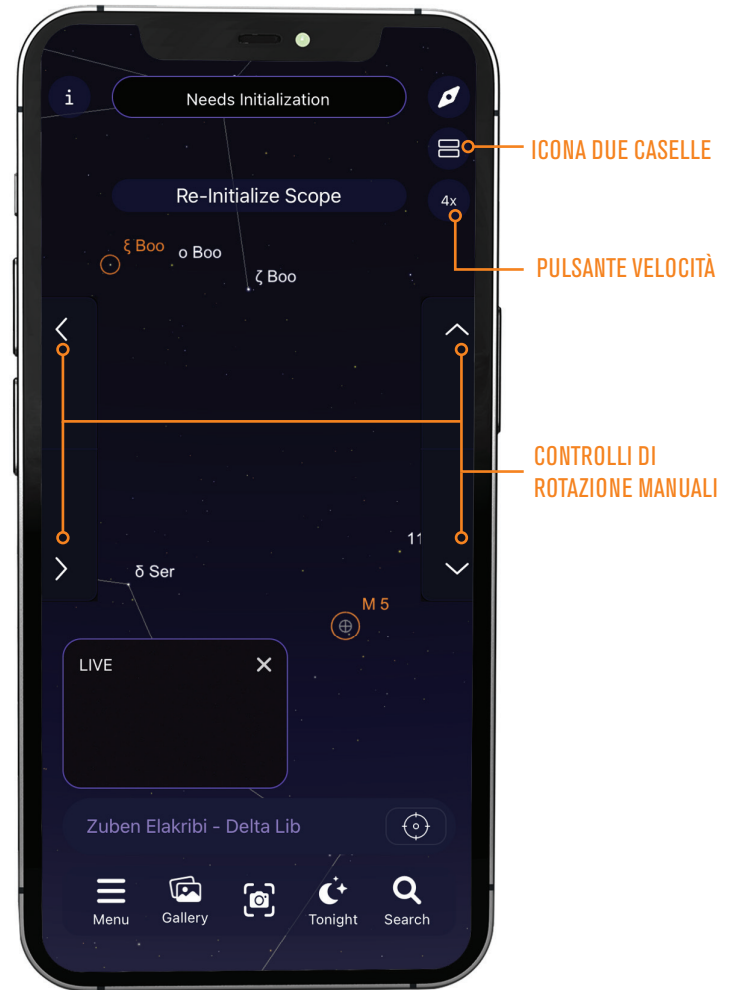 i
Needs Initialization
ICONA DUE CASELLE
Re-Initialize Scope
4x
ξ Boo
ο Boo
ζ Boo
PULSANTE VELOCITÀ
CONTROLLI DI
ROTAZIONE MANUALI
11
δ Ser
M 5
LIVE
Zuben Elakribi - Delta Lib
Menu
Gallery
Tonight
Search